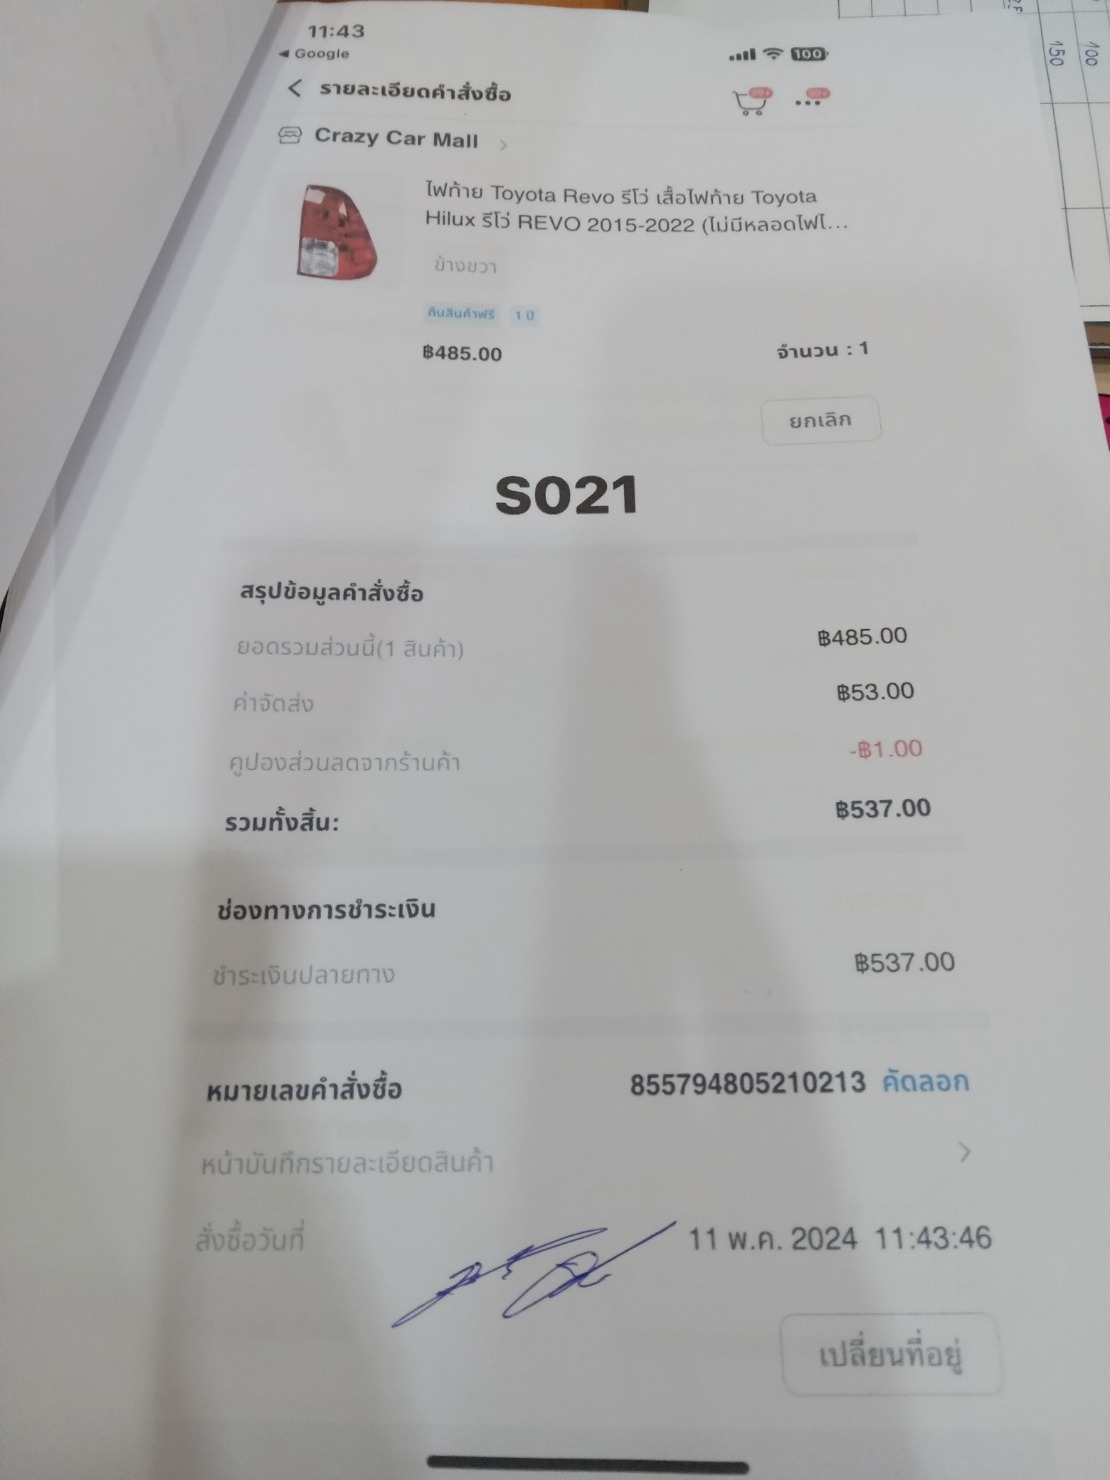 11:43
Google
100
รายละเอียดคำสั่งซื้อ
Crazy Car Mall
ไฟท้าย Toyota Revo รีโว่ เสื้อไฟท้าย Toyota
Hilux รีโว่ REVO 2015-2022 (ไม่มีหลอดไฟไ...
ข้างขวา
คืนสินค้าฟรี 1 ปี
฿485.00 จำนวน : 1
ยกเลิก
S021
สรุปข้อมูลคำสั่งซื้อ
ยอดรวมส่วนนี้(1 สินค้า) ฿485.00
ค่าจัดส่ง ฿53.00
คูปองส่วนลดจากร้านค้า -฿1.00
รวมทั้งสิ้น: ฿537.00
ช่องทางการชำระเงิน
ชำระเงินปลายทาง ฿537.00
หมายเลขคำสั่งซื้อ 855794805210213 คัดลอก
หน้าบันทึกรายละเอียดสินค้า
สั่งซื้อวันที่ 11 พ.ค. 2024 11:43:46
เปลี่ยนที่อยู่
150
100